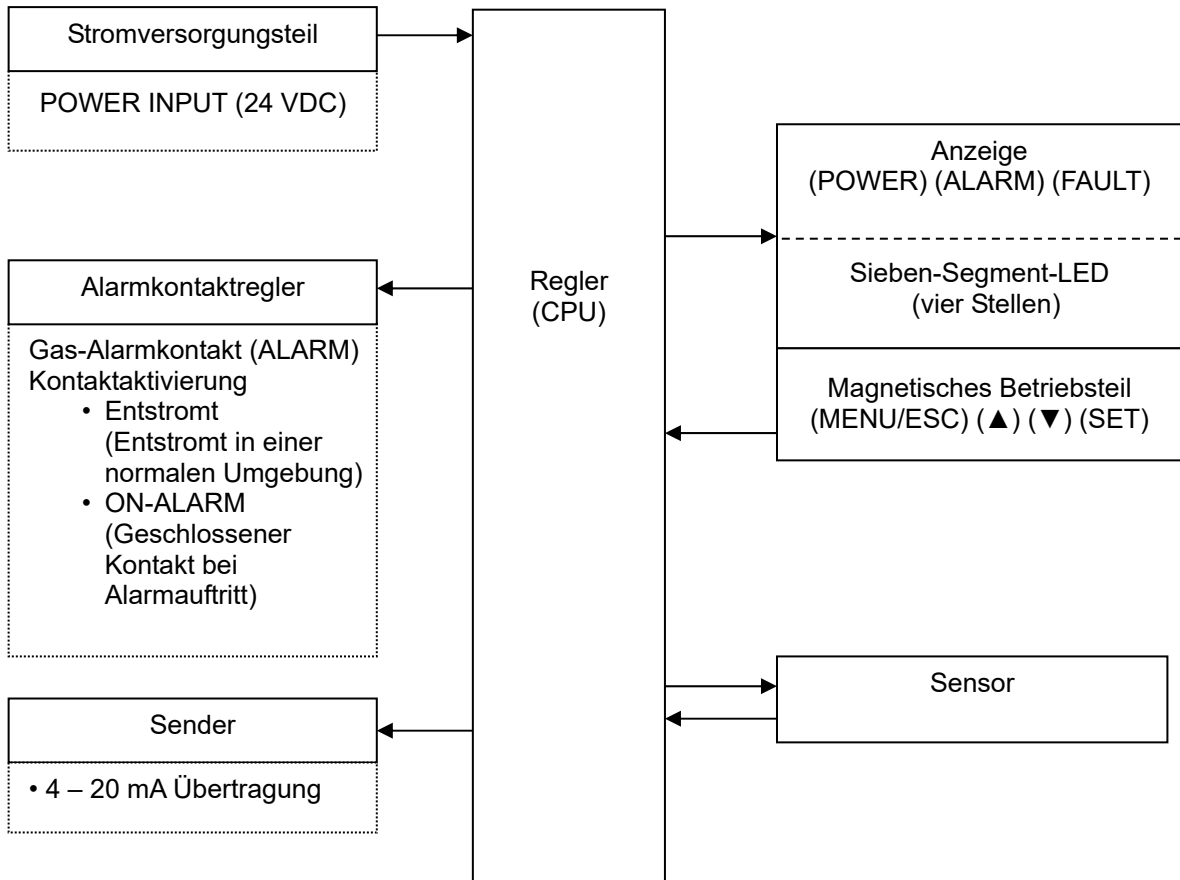 Stromversorgungsteil
POWER INPUT (24 VDC)
Alarmkontaktregler
Gas-Alarmkontakt (ALARM)
Kontaktaktivierung
• Entstromt
(Entstromt in einer
normalen Umgebung)
• ON-ALARM
(Geschlossener
Kontakt bei
Alarmauftritt)
Sender
• 4 – 20 mA Übertragung
Regler
(CPU)
Anzeige
(POWER) (ALARM) (FAULT)
Sieben-Segment-LED
(vier Stellen)
Magnetisches Betriebsteil
(MENU/ESC) (▲) (▼) (SET)
Sensor